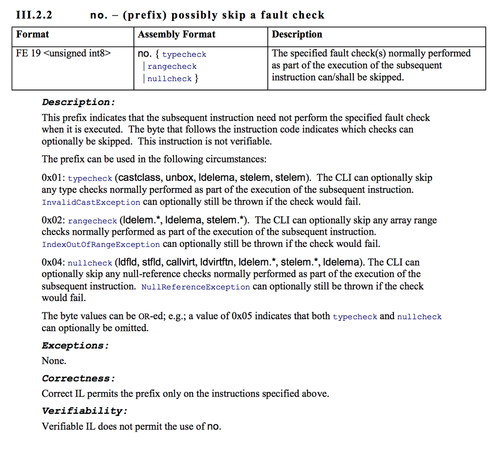 III.2.2 no. – (prefix) possibly skip a fault check
Format Assembly Format Description
FE 19 <unsigned int8> no. { typecheck The specified fault check(s) normally performed
| rangecheck as part of the execution of the subsequent
| nullcheck } instruction can/shall be skipped.
Description:
This prefix indicates that the subsequent instruction need not perform the specified fault check
when it is executed. The byte that follows the instruction code indicates which checks can
optionally be skipped. This instruction is not verifiable.
The prefix can be used in the following circumstances:
0x01: typecheck (castclass, unbox, ldelema, stelem, stelem). The CLI can optionally skip
any type checks normally performed as part of the execution of the subsequent instruction.
InvalidCastException can optionally still be thrown if the check would fail.
0x02: rangecheck (ldelem.*, ldelema, stelem.*). The CLI can optionally skip any array range
checks normally performed as part of the execution of the subsequent instruction.
IndexOutOfRangeException can optionally still be thrown if the check would fail.
0x04: nullcheck (ldfld, stfld, callvirt, ldvirtftn, ldelem.*, stelem.*, ldelema). The CLI can
optionally skip any null-reference checks normally performed as part of the execution of the
subsequent instruction. NullReferenceException can optionally still be thrown if the check
would fail.
The byte values can be OR-ed; e.g.; a value of 0x05 indicates that both typecheck and nullcheck
can optionally be omitted.
Exceptions:
None.
Correctness:
Correct IL permits the prefix only on the instructions specified above.
Verifiability:
Verifiable IL does not permit the use of no.